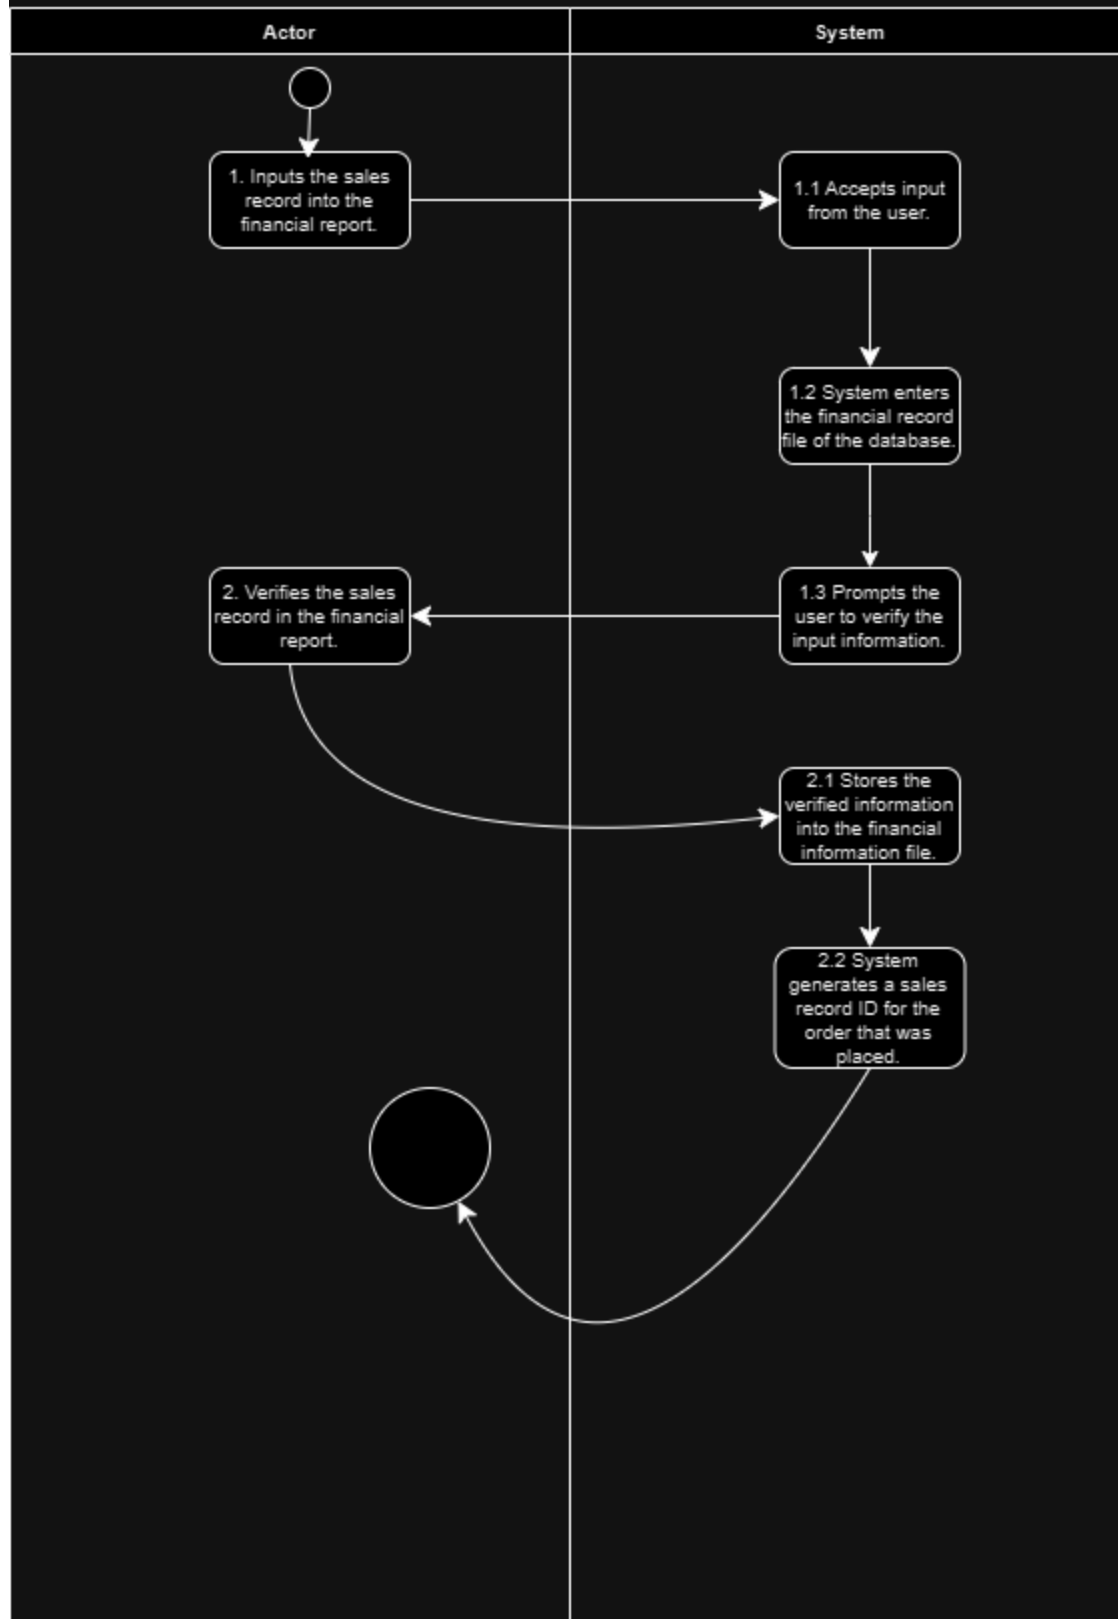 Actor
System
1. Inputs the sales
record into the
financial report.
1.1 Accepts input
from the user.
1.2 System enters
the financial record
file of the database.
1.3 Prompts the
user to verify the
input information.
2. Verifies the sales
record in the financial
report.
2.1 Stores the
verified information
into the financial
information file.
2.2 System
generates a sales
record ID for the
order that was
placed.